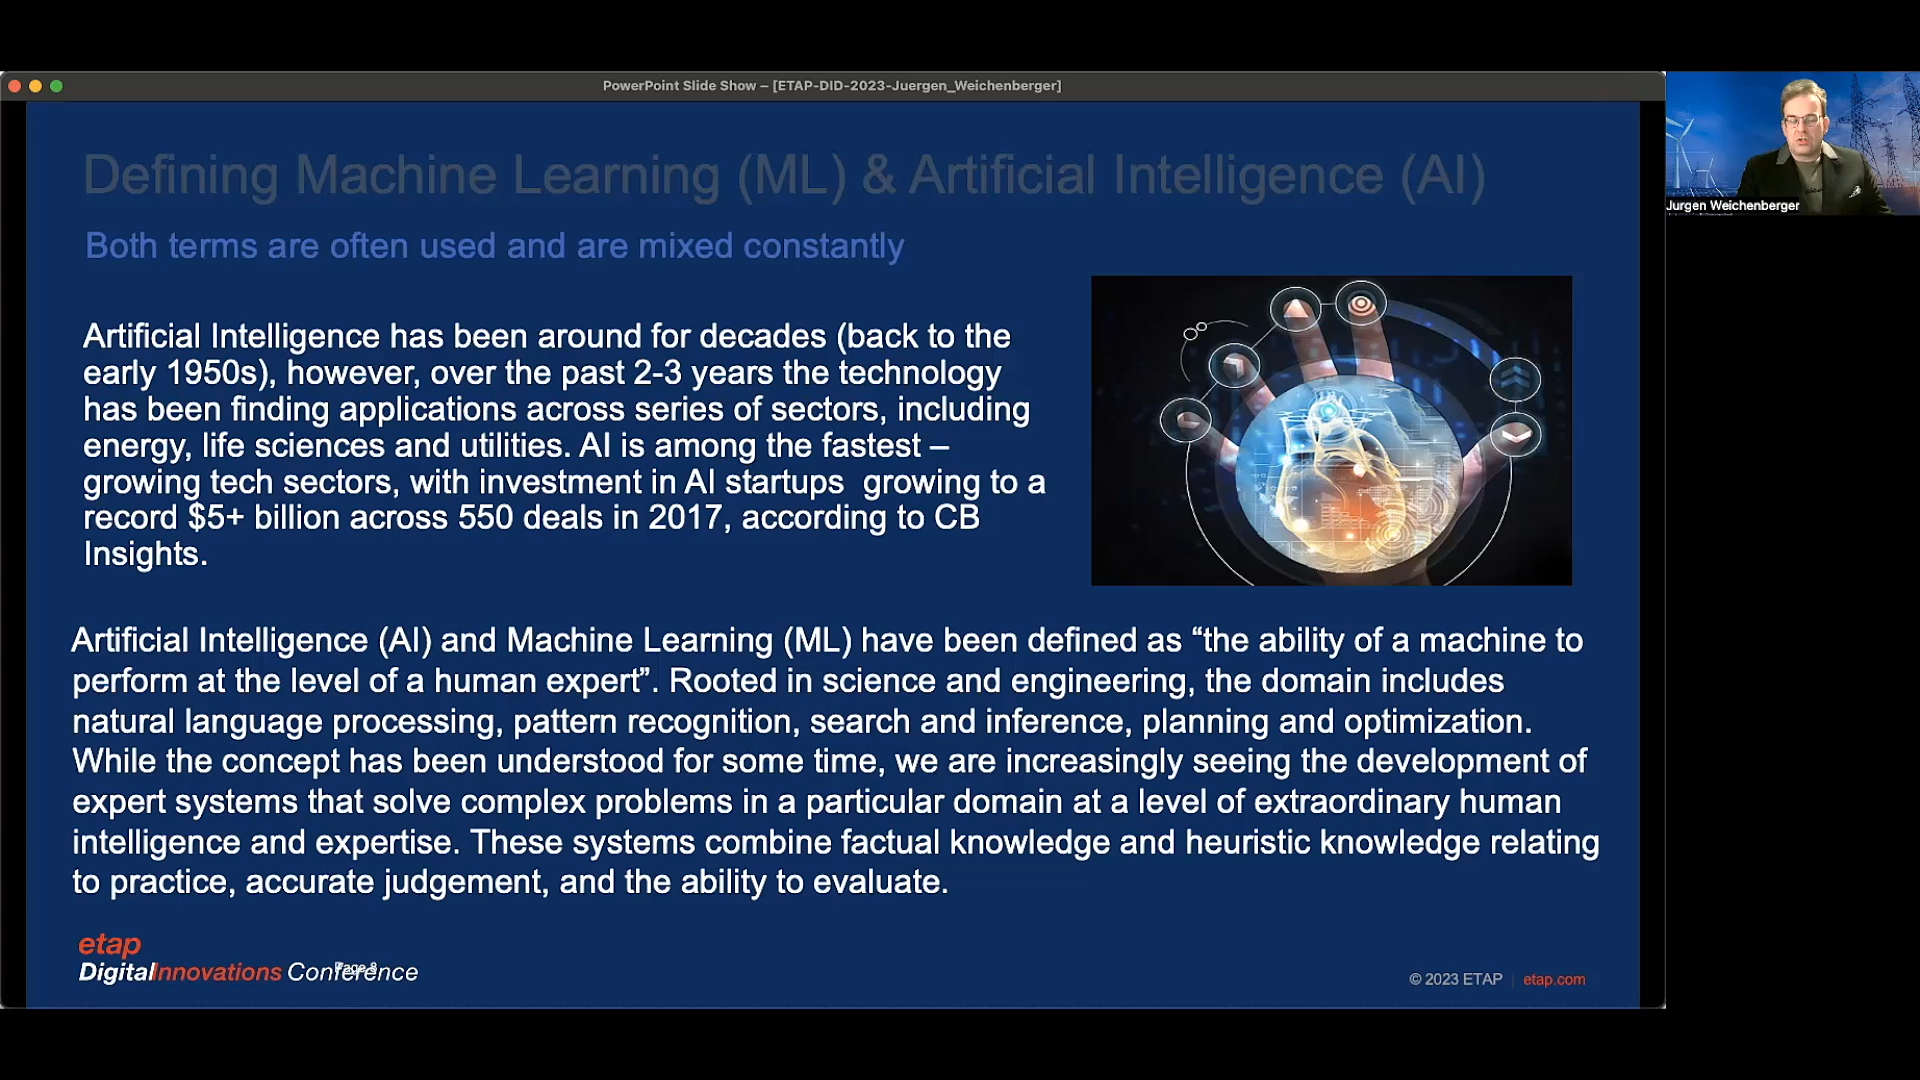 PowerPoint Slide Show – [ETAP-DID-2023-Juergen_Weichenberger]
Jurgen Weichenberger
Defining Machine Learning (ML) & Artificial Intelligence (AI)
Both terms are often used and are mixed constantly
Artificial Intelligence has been around for decades (back to the
early 1950s), however, over the past 2-3 years the technology
has been finding applications across series of sectors, including
energy, life sciences and utilities. AI is among the fastest –
growing tech sectors, with investment in AI startups  growing to a
record $5+ billion across 550 deals in 2017, according to CB
Insights.
Artificial Intelligence (AI) and Machine Learning (ML) have been defined as “the ability of a machine to
perform at the level of a human expert”. Rooted in science and engineering, the domain includes
natural language processing, pattern recognition, search and inference, planning and optimization.
While the concept has been understood for some time, we are increasingly seeing the development of
expert systems that solve complex problems in a particular domain at a level of extraordinary human
intelligence and expertise. These systems combine factual knowledge and heuristic knowledge relating
to practice, accurate judgement, and the ability to evaluate.
etap
DigitalInnovations Conference
Page 8
© 2023 ETAP | etap.com